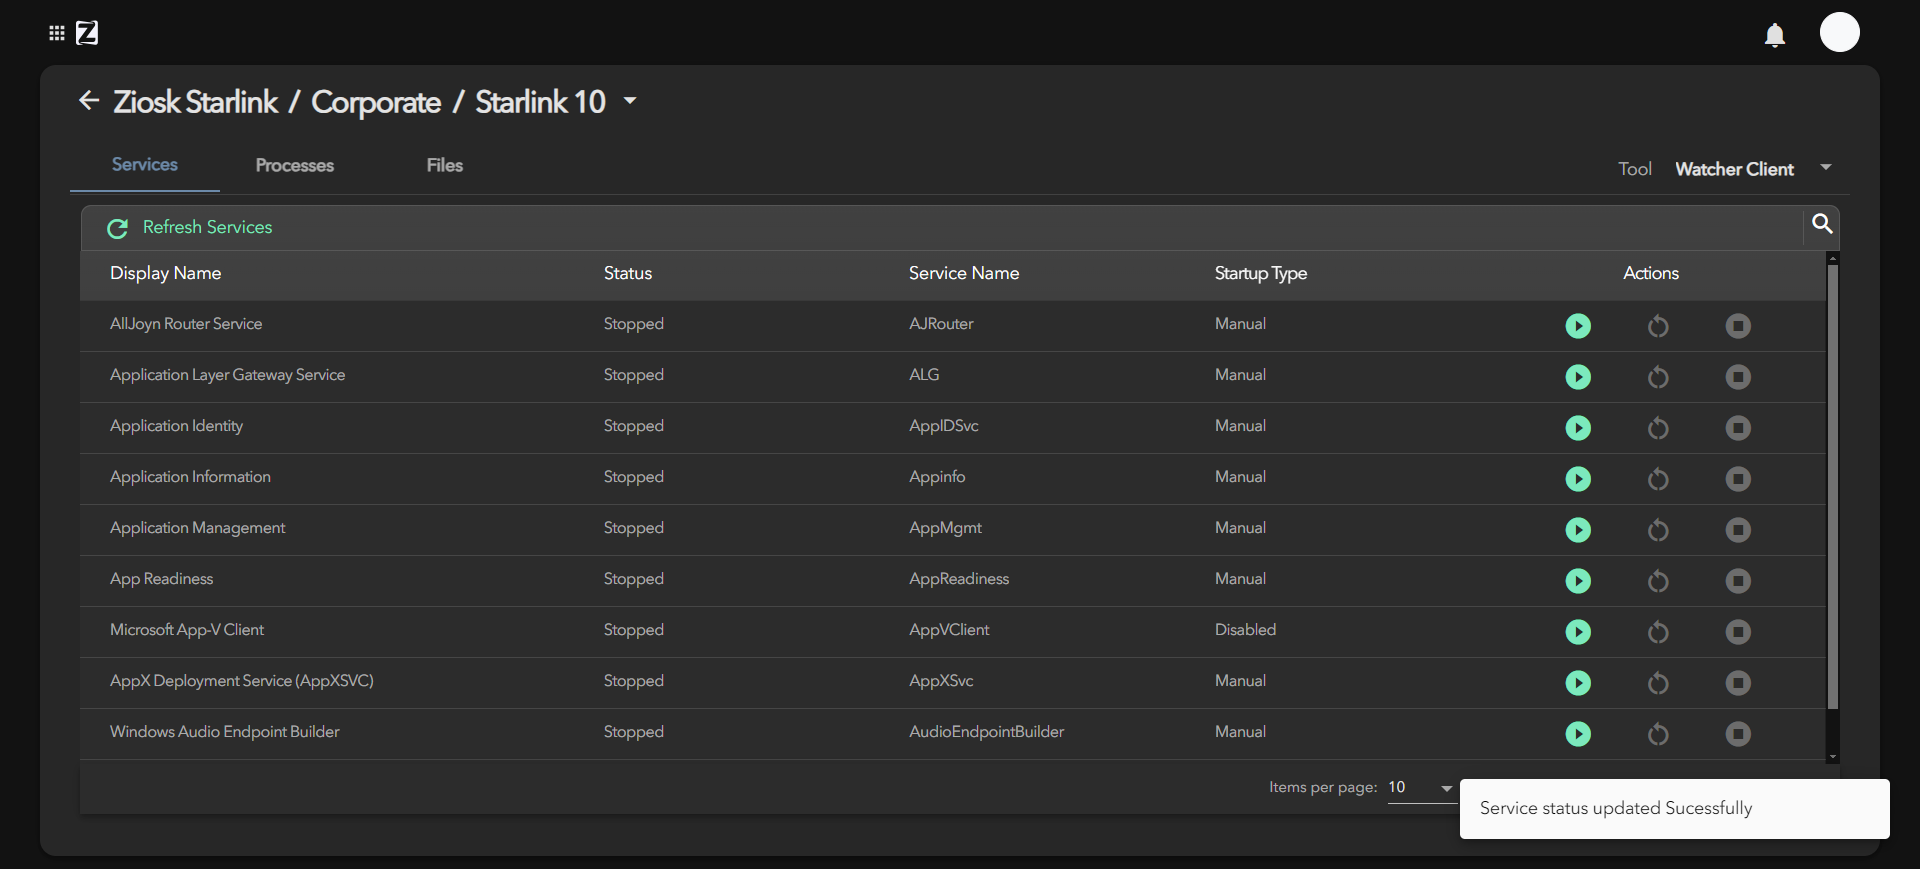 Z
Ziosk Starlink / Corporate / Starlink 10
Services Processes Files
Tool Watcher Client
Refresh Services
Display Name Status Service Name Startup Type Actions
AllJoyn Router Service Stopped AJRouter Manual
Application Layer Gateway Service Stopped ALG Manual
Application Identity Stopped AppIDSvc Manual
Application Information Stopped Appinfo Manual
Application Management Stopped AppMgmt Manual
App Readiness Stopped AppReadiness Manual
Microsoft App-V Client Stopped AppVClient Disabled
AppX Deployment Service (AppXSVC) Stopped AppXSvc Manual
Windows Audio Endpoint Builder Stopped AudioEndpointBuilder Manual
Items per page: 10
Service status updated Sucessfully